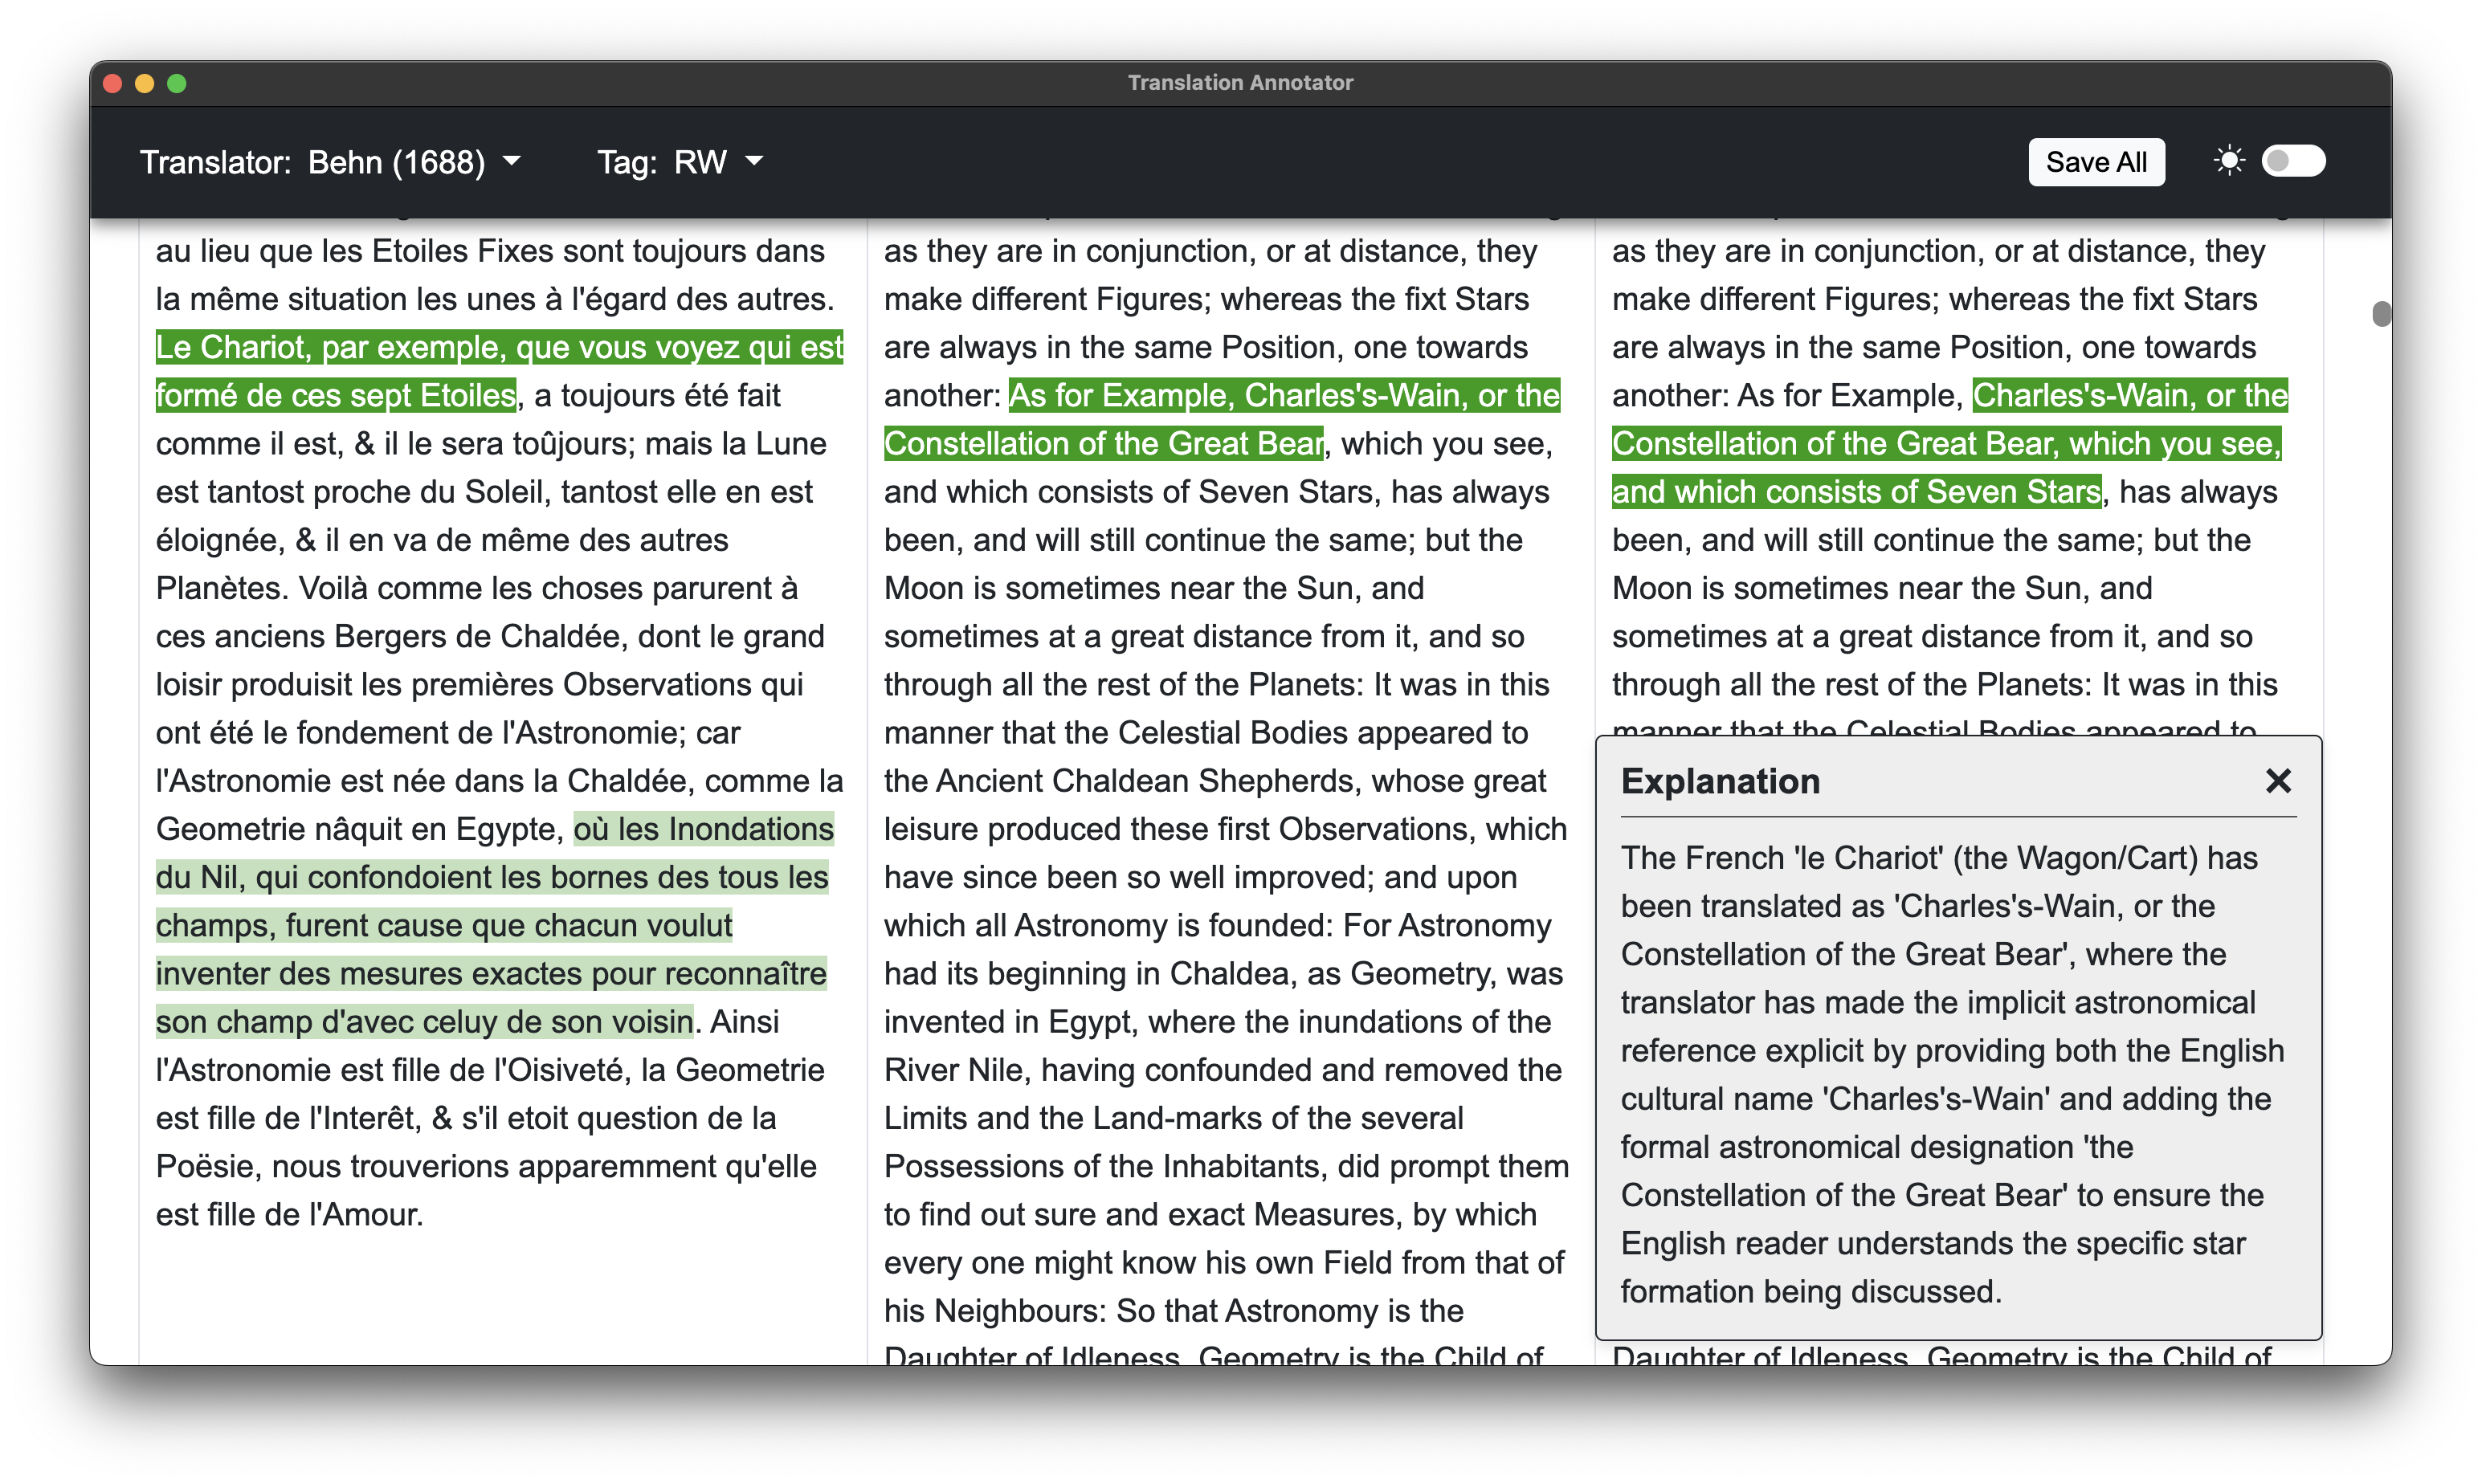 Translation Annotator
Translator: Behn (1688)
Tag: RW
Save All
au lieu que les Etoiles Fixes sont toujours dans
la même situation les unes à l'égard des autres.
Le Chariot, par exemple, que vous voyez qui est
formé de ces sept Etoiles, a toujours été fait
comme il est, & il le sera toûjours; mais la Lune
est tantost proche du Soleil, tantost elle en est
éloignée, & il en va de même des autres
Planètes. Voilà comme les choses parurent à
ces anciens Bergers de Chaldée, dont le grand
loisir produisit les premières Observations qui
ont été le fondement de l'Astronomie; car
l'Astronomie est née dans la Chaldée, comme la
Geometrie nâquit en Egypte, où les Inondations
du Nil, qui confondoient les bornes des tous les
champs, furent cause que chacun voulut
inventer des mesures exactes pour reconnaître
son champ d'avec celuy de son voisin. Ainsi
l'Astronomie est fille de l'Oisiveté, la Geometrie
est fille de l'Interêt, & s'il etoit question de la
Poësie, nous trouverions apparemment qu'elle
est fille de l'Amour.
as they are in conjunction, or at distance, they
make different Figures; whereas the fixt Stars
are always in the same Position, one towards
another: As for Example, Charles's-Wain, or the
Constellation of the Great Bear, which you see,
and which consists of Seven Stars, has always
been, and will still continue the same; but the
Moon is sometimes near the Sun, and
sometimes at a great distance from it, and so
through all the rest of the Planets: It was in this
manner that the Celestial Bodies appeared to
the Ancient Chaldean Shepherds, whose great
leisure produced these first Observations, which
have since been so well improved; and upon
which all Astronomy is founded: For Astronomy
had its beginning in Chaldea, as Geometry, was
invented in Egypt, where the inundations of the
River Nile, having confounded and removed the
Limits and the Land-marks of the several
Possessions of the Inhabitants, did prompt them
to find out sure and exact Measures, by which
every one might know his own Field from that of
his Neighbours: So that Astronomy is the
Daughter of Idleness, Geometry is the Child of
as they are in conjunction, or at distance, they
make different Figures; whereas the fixt Stars
are always in the same Position, one towards
another: As for Example, Charles's-Wain, or the
Constellation of the Great Bear, which you see,
and which consists of Seven Stars, has always
been, and will still continue the same; but the
Moon is sometimes near the Sun, and
sometimes at a great distance from it, and so
through all the rest of the Planets: It was in this
manner that the Celestial Bodies appeared to
Explanation
The French 'le Chariot' (the Wagon/Cart) has
been translated as 'Charles's-Wain, or the
Constellation of the Great Bear', where the
translator has made the implicit astronomical
reference explicit by providing both the English
cultural name 'Charles's-Wain' and adding the
formal astronomical designation 'the
Constellation of the Great Bear' to ensure the
English reader understands the specific star
formation being discussed.
Daughter of Idleness, Geometry is the Child of